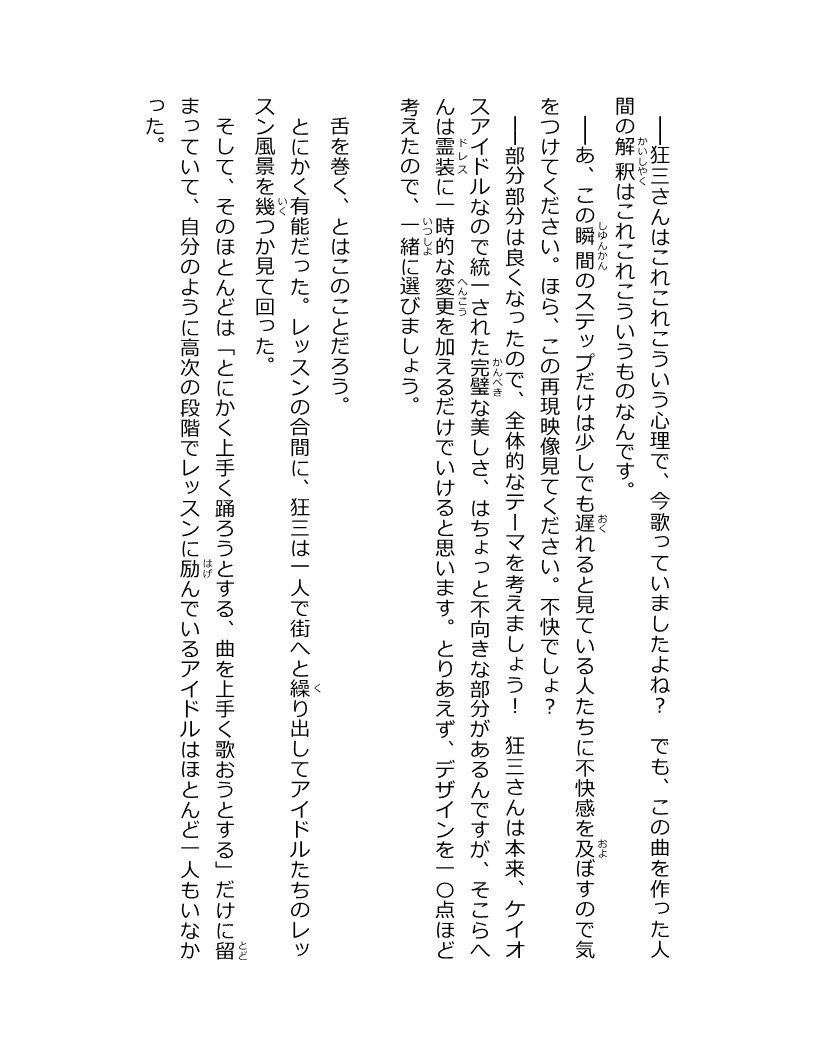 ――狂三さんはこれこれこういう心理で、今歌っていましたよね？　でも、この曲を作った人
間の解釈はこれこれこういうものなんです。
――あ、この瞬間のステップだけは少しでも遅れると見ている人たちに不快感を及ぼすので気
をつけてください。ほら、この再現映像見てください。不快でしょ？
――部分部分は良くなったので、全体的なテーマを考えましょう！　狂三さんは本来、ケイオ
スアイドルなので統一された完璧な美しさ、はちょっと不向きな部分があるんですが、そこらへ
んは霊装に一時的な変更を加えるだけでいけると思います。とりあえず、デザインを一〇点ほど
考えたので、一緒に選びましょう。
舌を巻く、とはこのことだろう。
とにかく有能だった。レッスンの合間に、狂三は一人で街へと繰り出してアイドルたちのレッ
スン風景を幾つか見て回った。
そして、そのほとんどは「とにかく上手く踊ろうとする、曲を上手く歌おうとする」だけに留
まっていて、自分のように高次の段階でレッスンに励んでいるアイドルはほとんど一人もいなか
った。